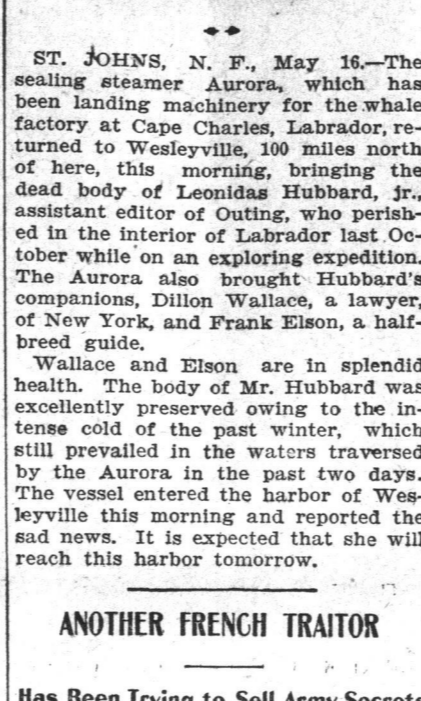 ST. JOHNS, N. F., May 16.—The
sealing steamer Aurora, which has
been landing machinery for the whale
factory at Cape Charles, Labrador, re-
turned to Wesleyville, 100 miles north
of here, this morning, bringing the
dead body of Leonidas Hubbard, jr.,
assistant editor of Outing, who perish-
ed in the interior of Labrador last Oc-
tober while on an exploring expedition.
The Aurora also brought Hubbard's
companions, Dillon Wallace, a lawyer,
of New York, and Frank Elson, a half-
breed guide.
Wallace and Elson are in splendid
health. The body of Mr. Hubbard was
excellently preserved owing to the in-
tense cold of the past winter, which
still prevailed in the waters traversed
by the Aurora in the past two days.
The vessel entered the harbor of Wes-
leyville this morning and reported the
sad news. It is expected that she will
reach this harbor tomorrow.
ANOTHER FRENCH TRAITOR
Has Been Trying to Sell Army Secrets